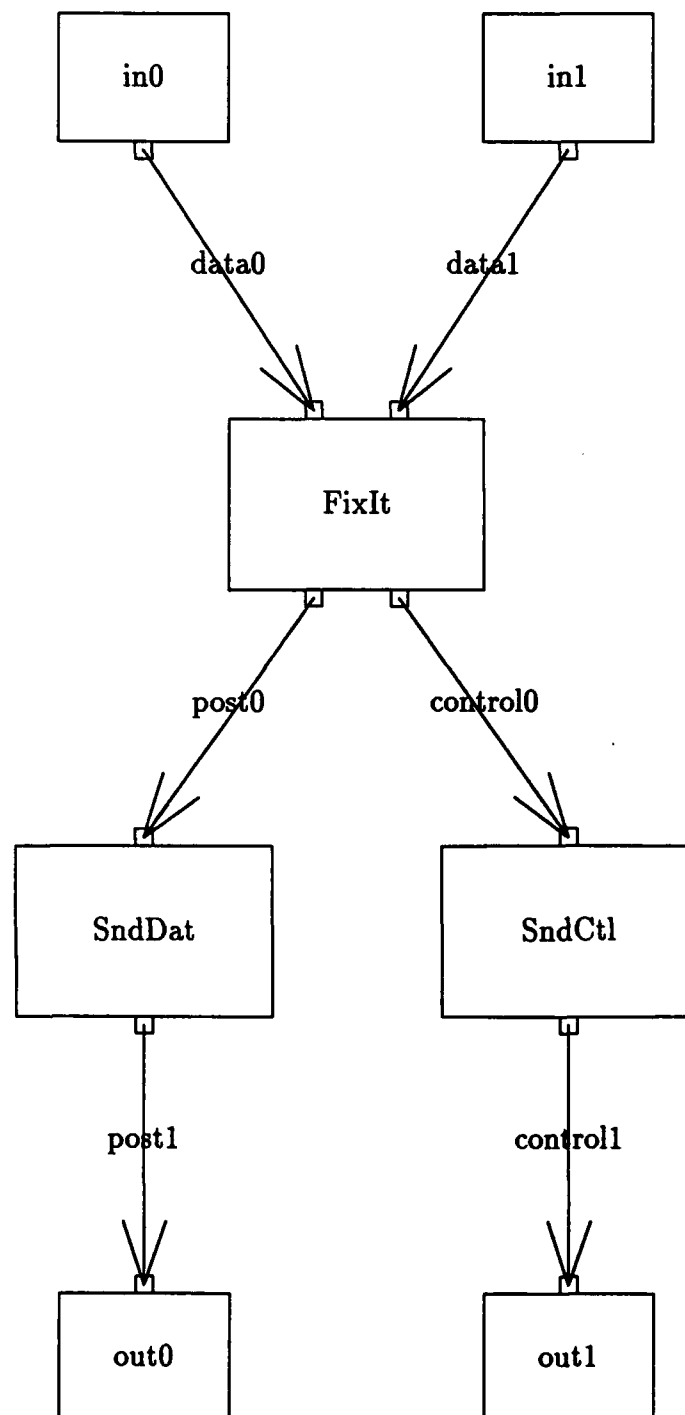 in0
in1
data0
data1
FixIt
post0
control0
SndDat
SndCtl
post1
control1
out0
out1